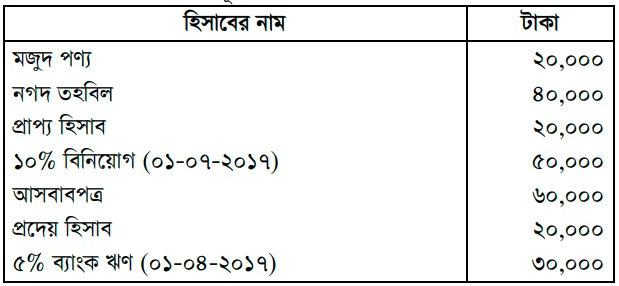 হিসাবের নাম টাকা
মজুদ পণ্য ২০,০০০
নগদ তহবিল ৪০,০০০
প্রাপ্য হিসাব ২০,০০০
১০% বিনিয়োগ (০১-০৭-২০১৭) ৫০,০০০
আসবাবপত্র ৬০,০০০
প্রদেয় হিসাব ২০,০০০
৫% ব্যাংক ঋণ (০১-০৪-২০১৭) ৩০,০০০